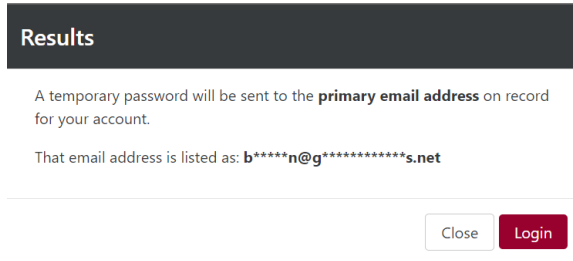 Results
A temporary password will be sent to the primary email address on record
for your account.
That email address is listed as: b*****n@g************s.net
Close
Login